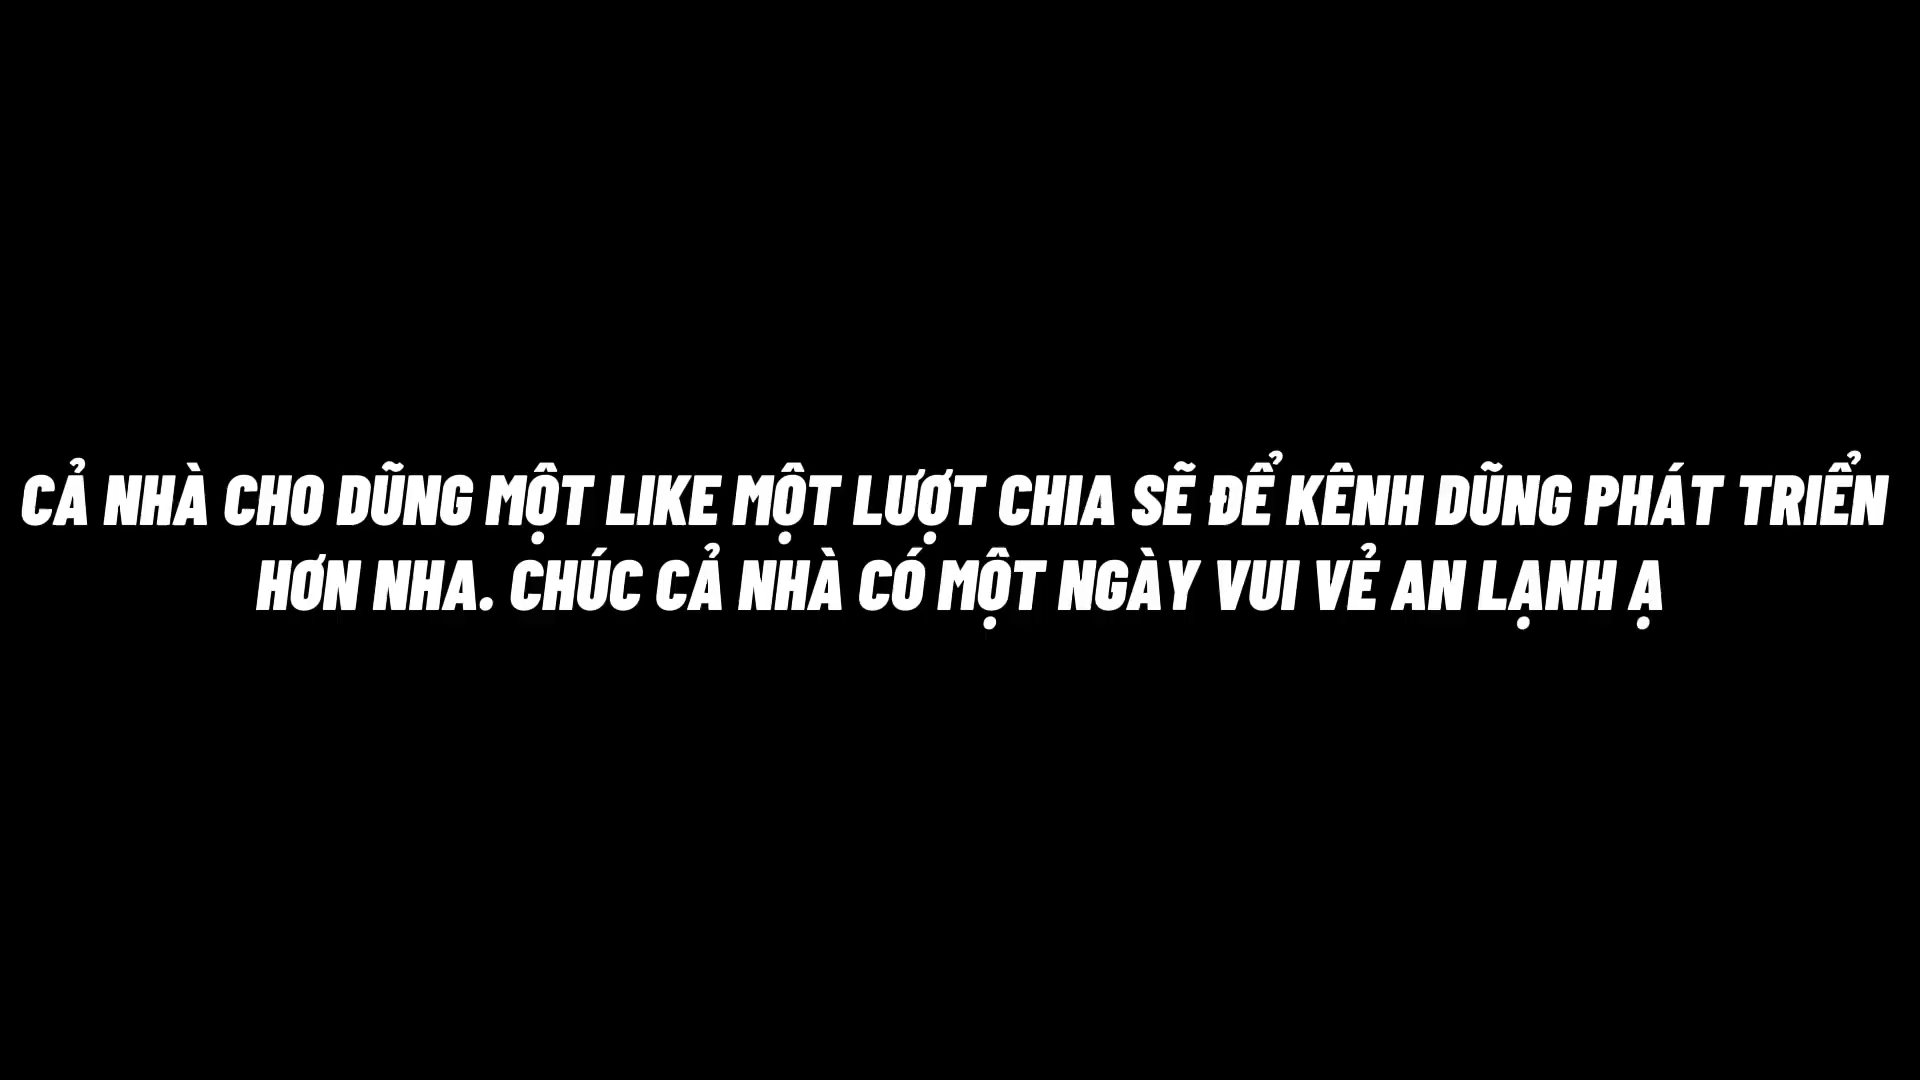 CẢ NHÀ CHO DŨNG MỘT LIKE MỘT LƯỢT CHIA SẼ ĐỂ KÊNH DŨNG PHÁT TRIỂN
HƠN NHA. CHÚC CẢ NHÀ CÓ MỘT NGÀY VUI VẺ AN LẠNH Ạ